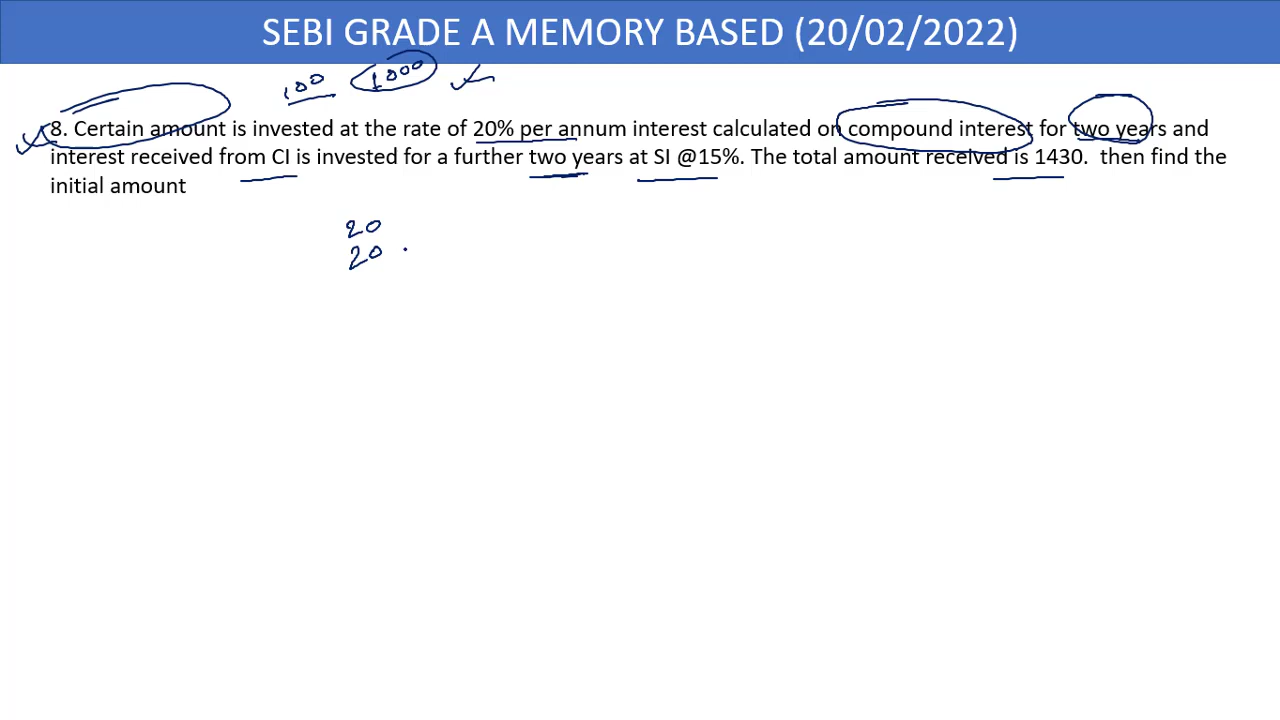 SEBI GRADE A MEMORY BASED (20/02/2022)
100 1000
8. Certain amount is invested at the rate of 20% per annum interest calculated on compound interest for two years and
interest received from CI is invested for a further two years at SI @15%. The total amount received is 1430. then find the
initial amount
20
20